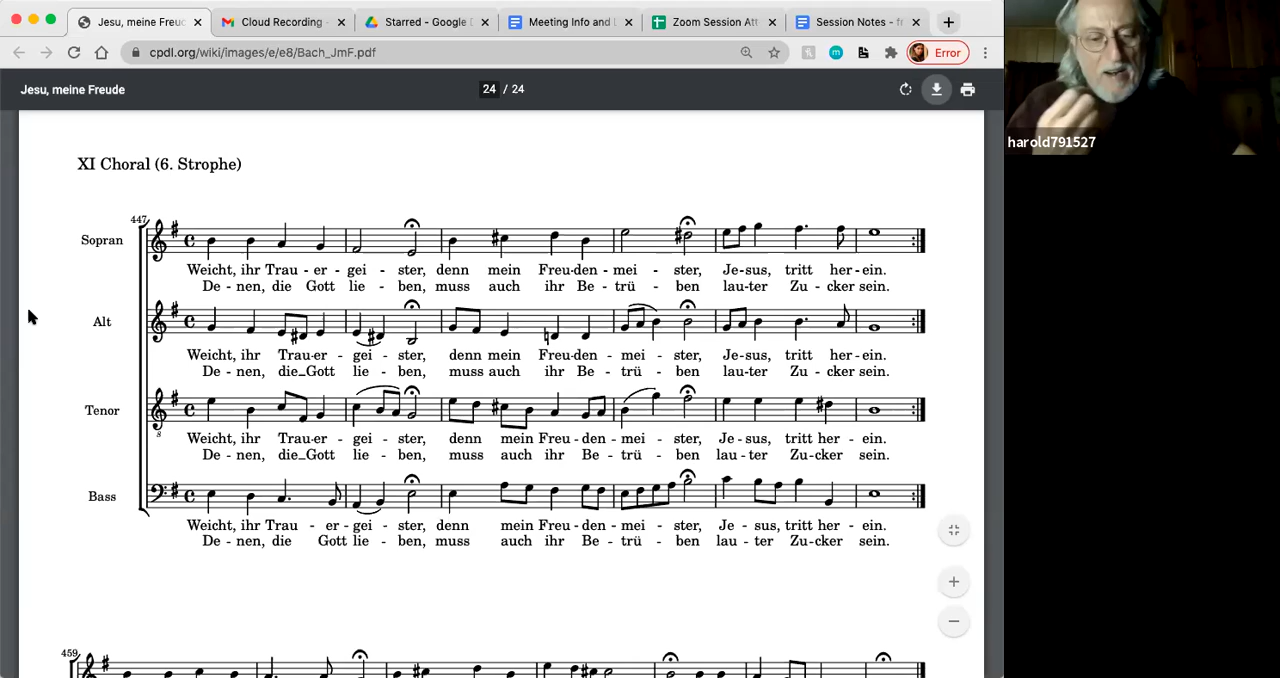 Jesu, meine Freud
Cloud Recording -
Starred - Google D
Meeting Info and L
Zoom Session Att
Session Notes - fr
cpdl.org/wiki/images/e/e8/Bach_JmF.pdf
Error
Jesu, meine Freude
24 / 24
harold791527
XI Choral (6. Strophe)
447
Sopran
Weicht, ihr Trau - er - gei - ster, denn mein Freu-den- mei - ster, Je-sus, tritt her-ein.
De - nen, die Gott lie - ben, muss auch ihr Be - trü - ben lau-ter Zu - cker sein.
Alt
Weicht, ihr Trau-er - gei - ster, denn mein Freu-den- mei - ster, Je-sus, tritt her-ein.
De - nen, die_Gott lie - ben, muss auch ihr Be - trü - ben lau-ter Zu - cker sein.
Tenor
8
Weicht, ihr Trau-er - gei - ster, denn mein Freu - den - mei - ster, Je-sus, tritt her - ein.
De - nen, die_Gott lie - ben, muss auch ihr Be - trü - ben lau - ter Zu-cker sein.
Bass
Weicht, ihr Trau - er - gei - ster, denn mein Freu - den - mei - ster, Je - sus, tritt her - ein.
De - nen, die Gott lie - ben, muss auch ihr Be - trü - ben lau - ter Zu-cker sein.
459